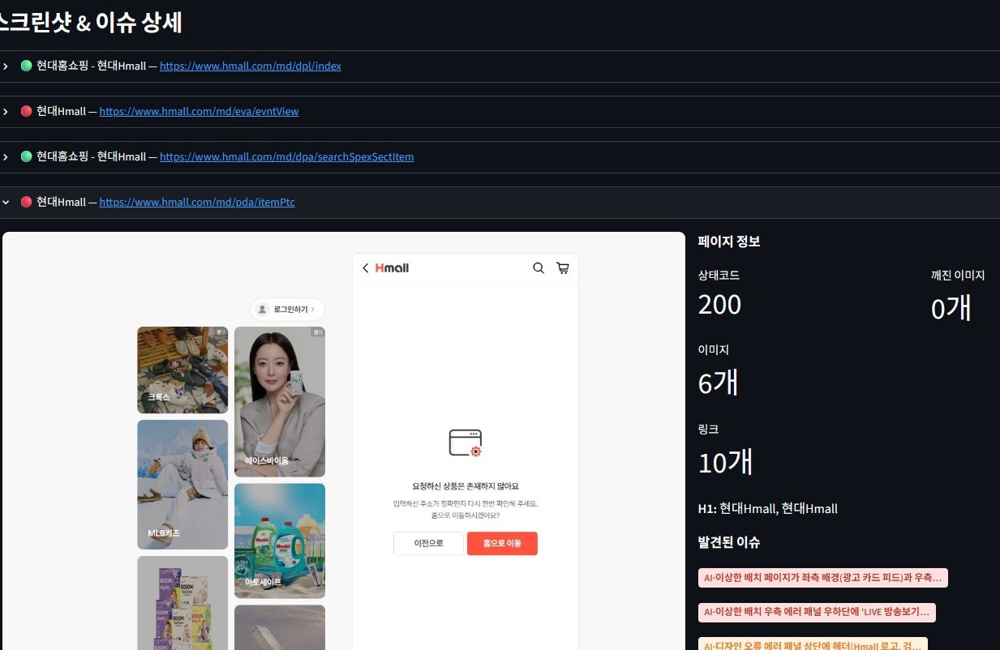 스크린샷 & 이슈 상세
현대홈쇼핑 - 현대Hmall — https://www.hmall.com/md/dpl/index
현대Hmall — https://www.hmall.com/md/eva/evntView
현대홈쇼핑 - 현대Hmall — https://www.hmall.com/md/dpa/searchSpexSectItem
현대Hmall — https://www.hmall.com/md/pda/itemPtc
Hmall
로그인하기
광고
크록스
광고
에이스바이옴
MLB키즈
아토세이프
BOSOMI
BOSOMI
요청하신 상품은 존재하지 않아요
입력하신 주소가 정확한지 다시 한번 확인해 주세요.
홈으로 이동하시겠어요?
이전으로
홈으로 이동
페이지 정보
상태코드
200
깨진 이미지
0개
이미지
6개
링크
10개
H1: 현대Hmall, 현대Hmall
발견된 이슈
AI·이상한 배치 페이지가 좌측 배경(광고 카드 피드)과 우측…
AI·이상한 배치 우측 에러 패널 우하단에 'LIVE 방송보기…
AI·디자인 오류 에러 패널 상단에 헤더(Hmall 로고, 검…